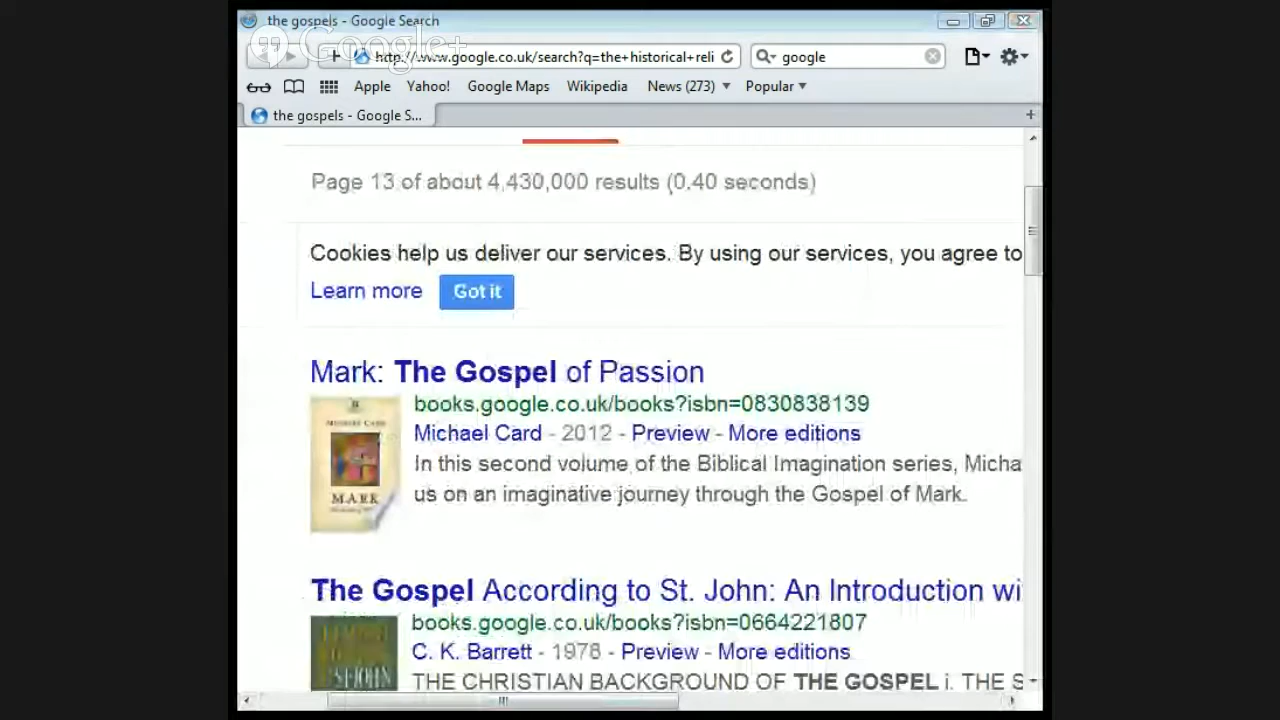 the gospels - Google Search
Google+
http://www.google.co.uk/search?q=the+historical+reli
google
Apple Yahoo! Google Maps Wikipedia News (273) Popular
the gospels - Google S...
Page 13 of about 4,430,000 results (0.40 seconds)
Cookies help us deliver our services. By using our services, you agree to
Learn more Got it
Mark: The Gospel of Passion
books.google.co.uk/books?isbn=0830838139
Michael Card - 2012 - Preview - More editions
In this second volume of the Biblical Imagination series, Micha
us on an imaginative journey through the Gospel of Mark.
MICHAEL CARD
MARK
The Gospel According to St. John: An Introduction wi
books.google.co.uk/books?isbn=0664221807
C. K. Barrett - 1978 - Preview - More editions
THE CHRISTIAN BACKGROUND OF THE GOSPEL i. THE S
ST JOHN